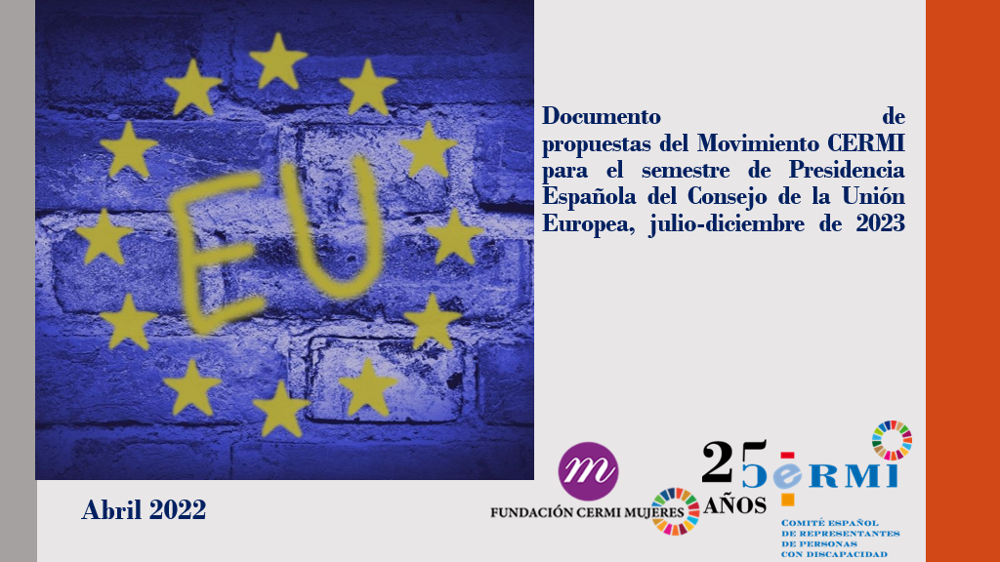 EU
Documento de
propuestas del Movimiento CERMI
para el semestre de Presidencia
Española del Consejo de la Unión
Europea, julio-diciembre de 2023
Abril 2022
m
FUNDACIÓN CERMI MUJERES
25
AÑOS
cERMI
COMITÉ ESPAÑOL
DE REPRESENTANTES
DE PERSONAS
CON DISCAPACIDAD